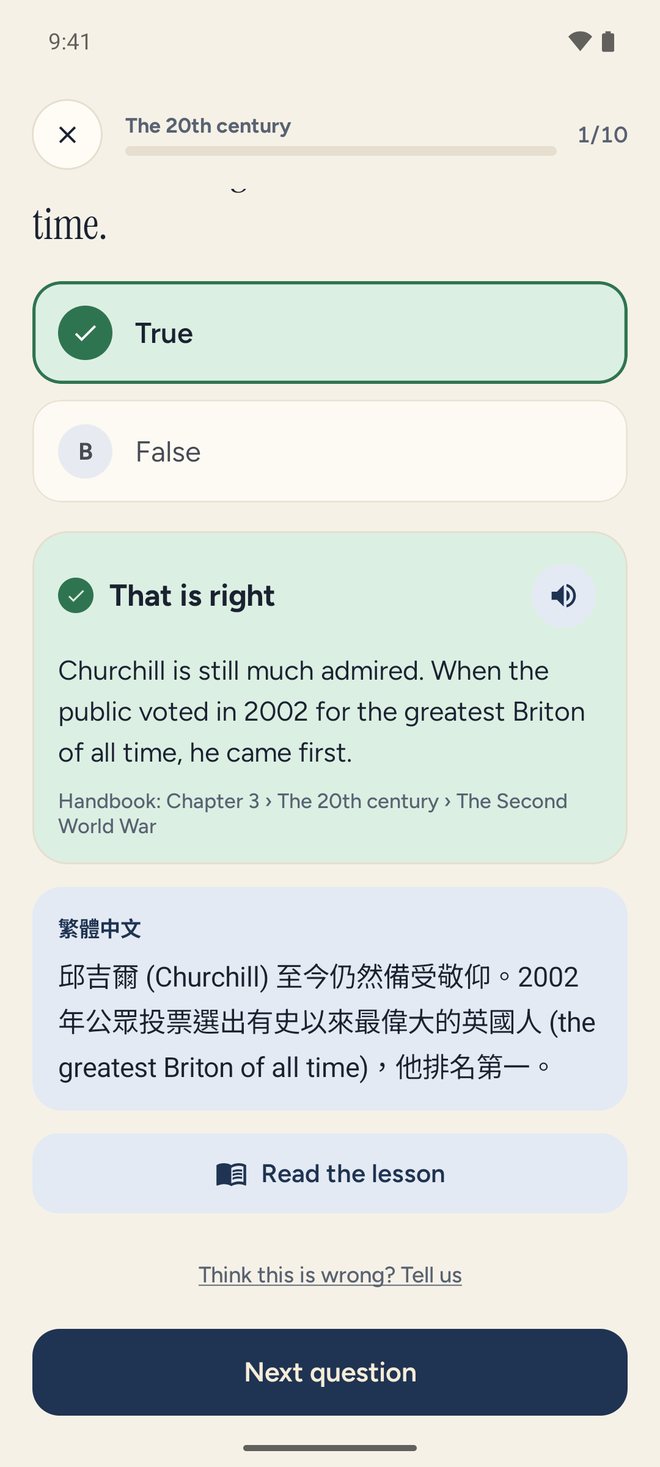 9:41
The 20th century
1/10
time.
True
B
False
That is right
Churchill is still much admired. When the
public voted in 2002 for the greatest Briton
of all time, he came first.
Handbook: Chapter 3 › The 20th century › The Second
World War
繁體中文
邱吉爾 (Churchill) 至今仍然備受敬仰。2002
年公眾投票選出有史以來最偉大的英國人 (the
greatest Briton of all time)，他排名第一。
Read the lesson
Think this is wrong? Tell us
Next question